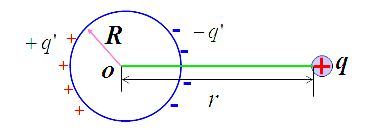 +q' R -q'
o + q
r